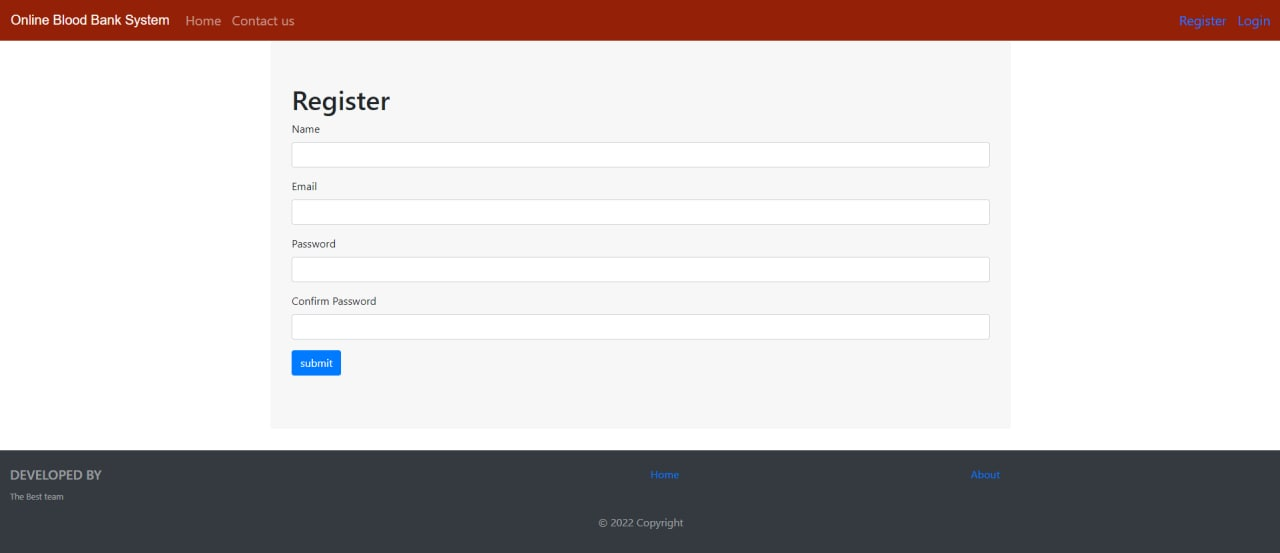 Online Blood Bank System Home Contact us Register Login
Register
Name
Email
Password
Confirm Password
submit
DEVELOPED BY Home About
The Best team
© 2022 Copyright